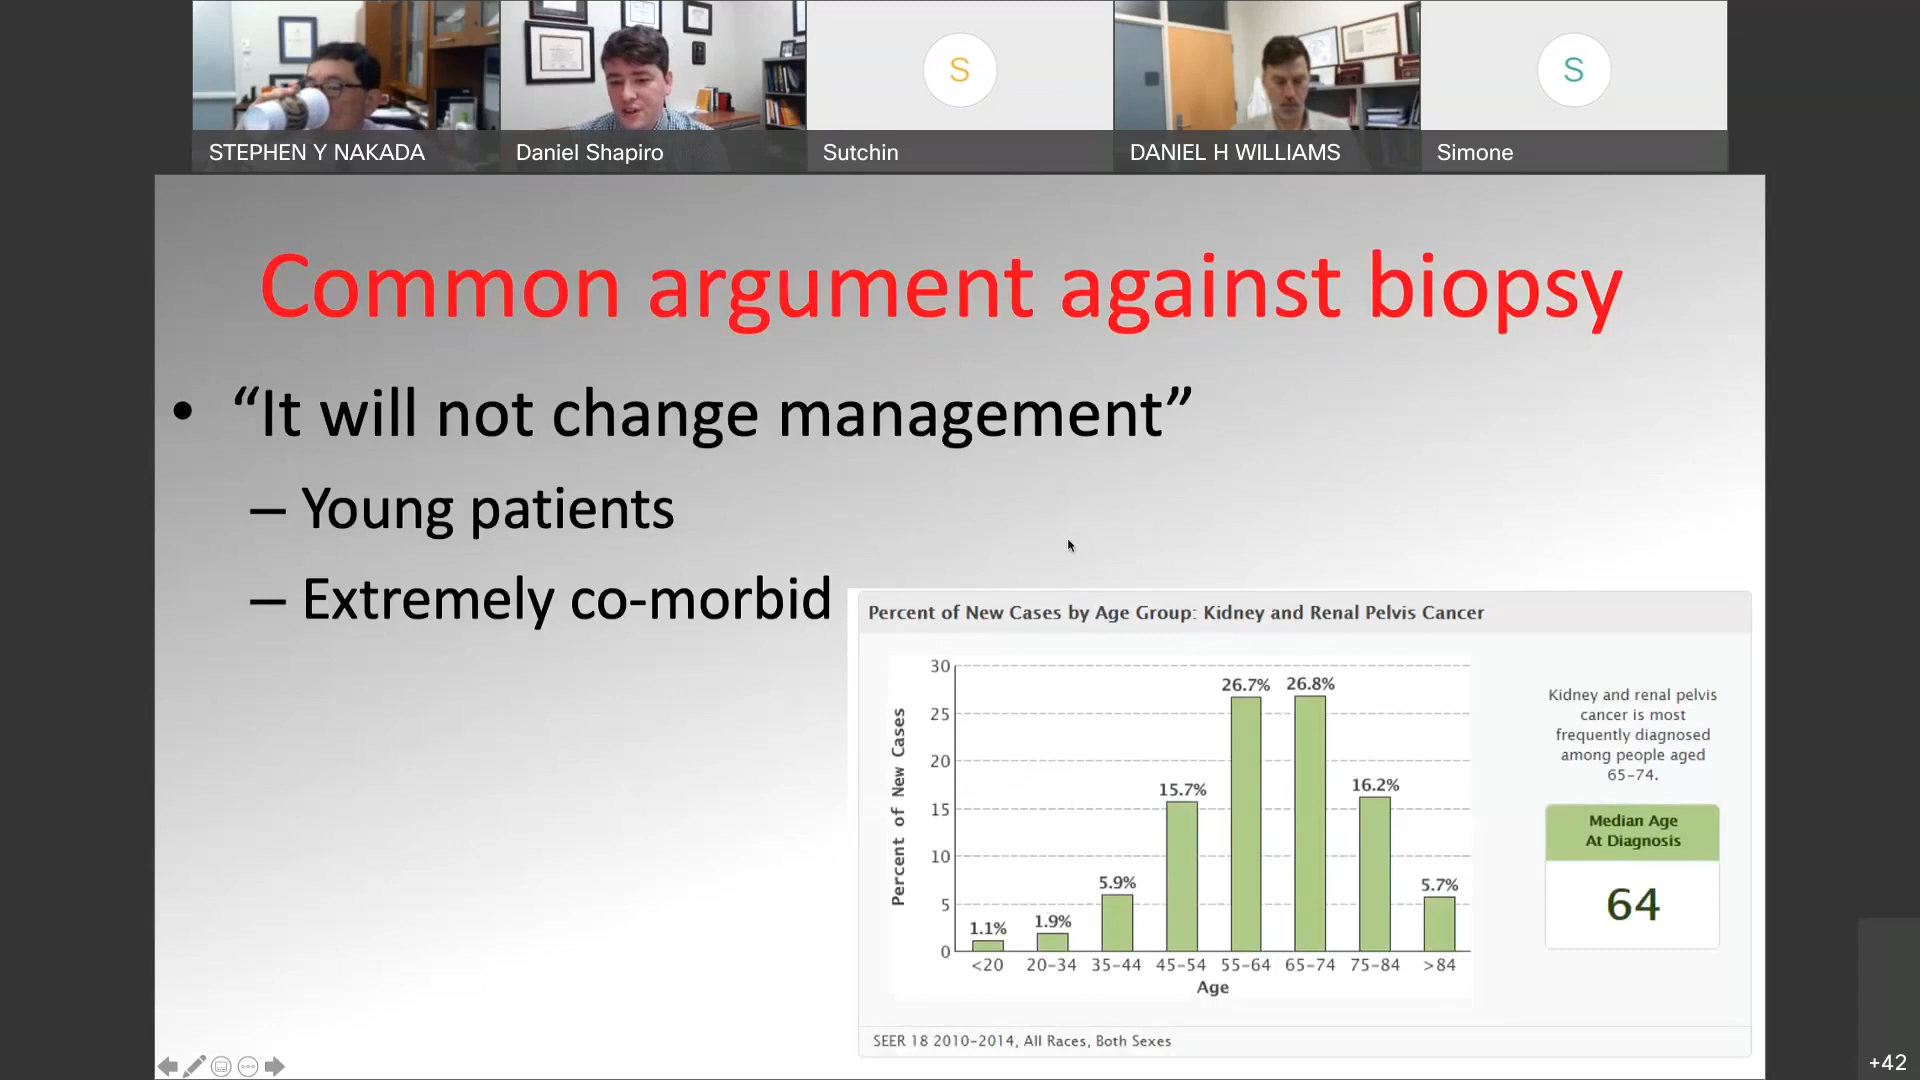 S
S
STEPHEN Y NAKADA
Daniel Shapiro
Sutchin
DANIEL H WILLIAMS
Simone
Common argument against biopsy
• “It will not change management”
– Young patients
– Extremely co-morbid
Percent of New Cases by Age Group: Kidney and Renal Pelvis Cancer
Percent of New Cases
30
25
20
15
10
5
0
1.1%
1.9%
5.9%
15.7%
26.7%
26.8%
16.2%
5.7%
<20 20-34 35-44 45-54 55-64 65-74 75-84 >84
Age
Kidney and renal pelvis
cancer is most
frequently diagnosed
among people aged
65-74.
Median Age
At Diagnosis
64
SEER 18 2010-2014, All Races, Both Sexes
+42